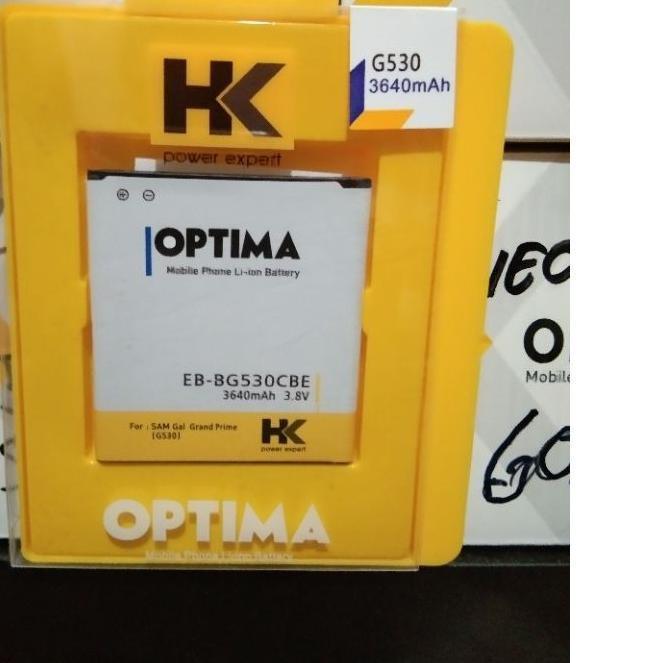 HK
power expert
G530
3640mAh
OPTIMA
Mobile Phone Li-ion Battery
EB-BG530CBE
3640mAh 3.8V
For : SAM Gal Grand Prime
(G530)
HK
power expert
OPTIMA
Mobile Phone Li-ion Battery